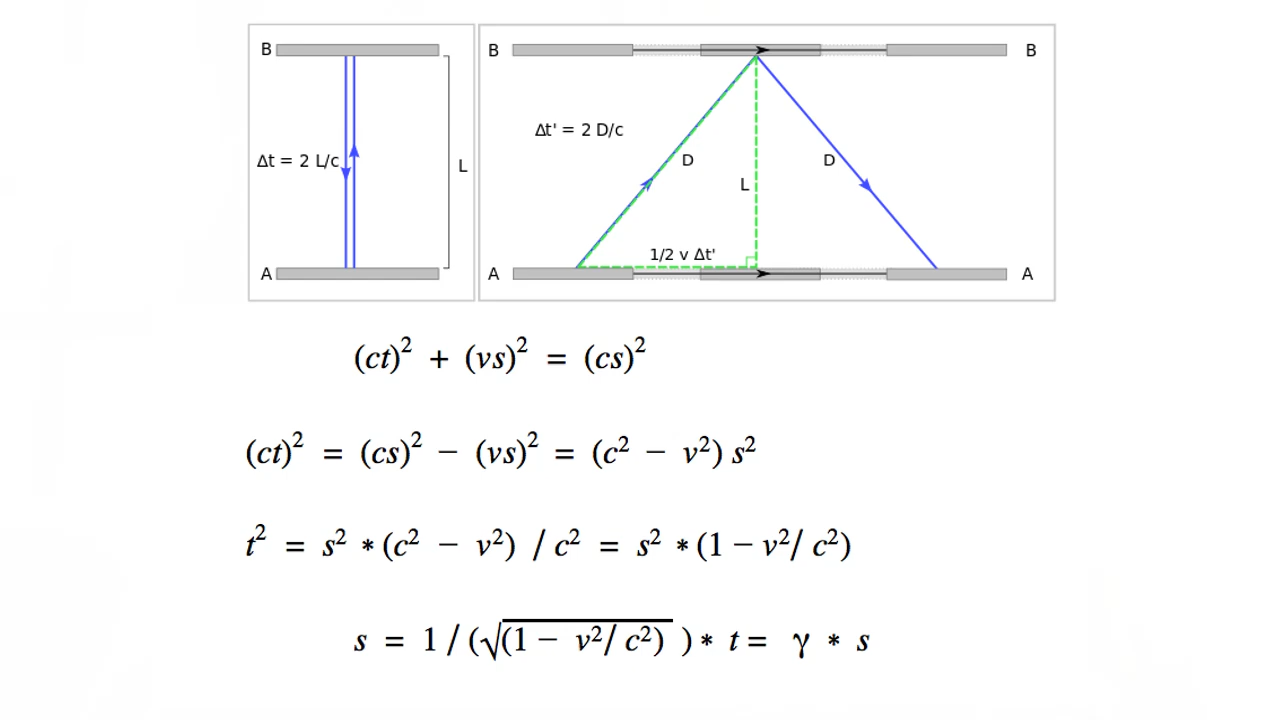 B B B
Δt' = 2 D/c
Δt = 2 L/c L D L D
1/2 v Δt'
A A A
(ct)² + (vs)² = (cs)²
(ct)² = (cs)² − (vs)² = (c² − v²) s²
t² = s² * (c² − v²) / c² = s² * (1 − v²/ c²)
s = 1 / (√(1 − v²/ c²) ) * t = γ * s